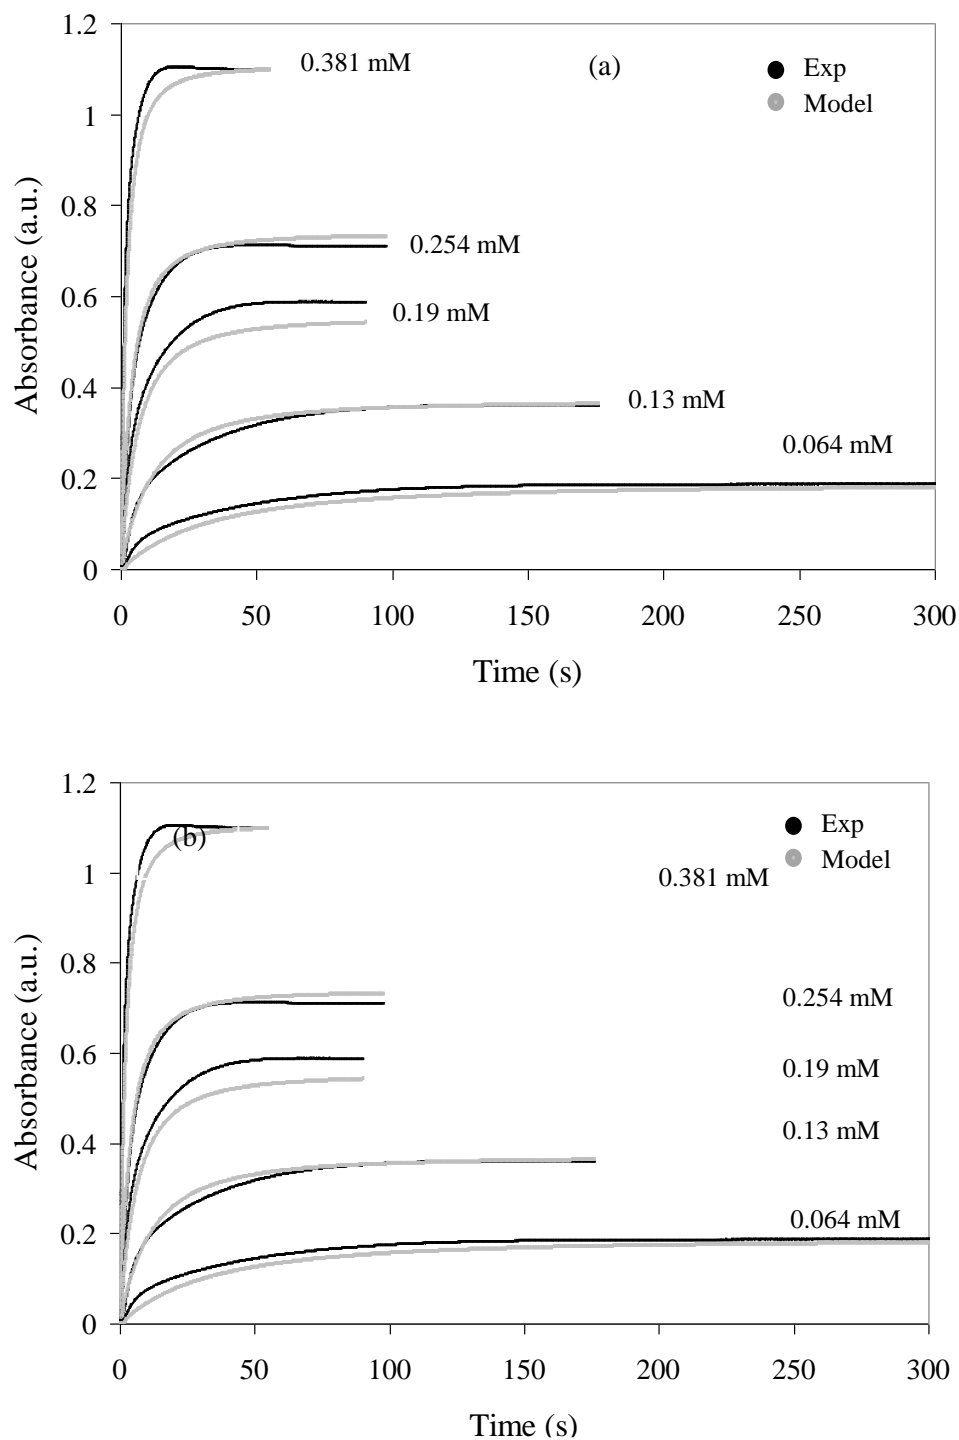 1.2
0.381 mM
(a)
Exp
Model
1
0.8
0.254 mM
0.6
0.19 mM
0.4
0.13 mM
0.064 mM
0.2
0
Absorbance (a.u.)
0 50 100 150 200 250 300
Time (s)
1.2
Exp
(b)
Model
1
0.381 mM
0.8
0.254 mM
0.6
0.19 mM
0.13 mM
0.4
0.064 mM
0.2
0
Absorbance (a.u.)
0 50 100 150 200 250 300
Time (s)